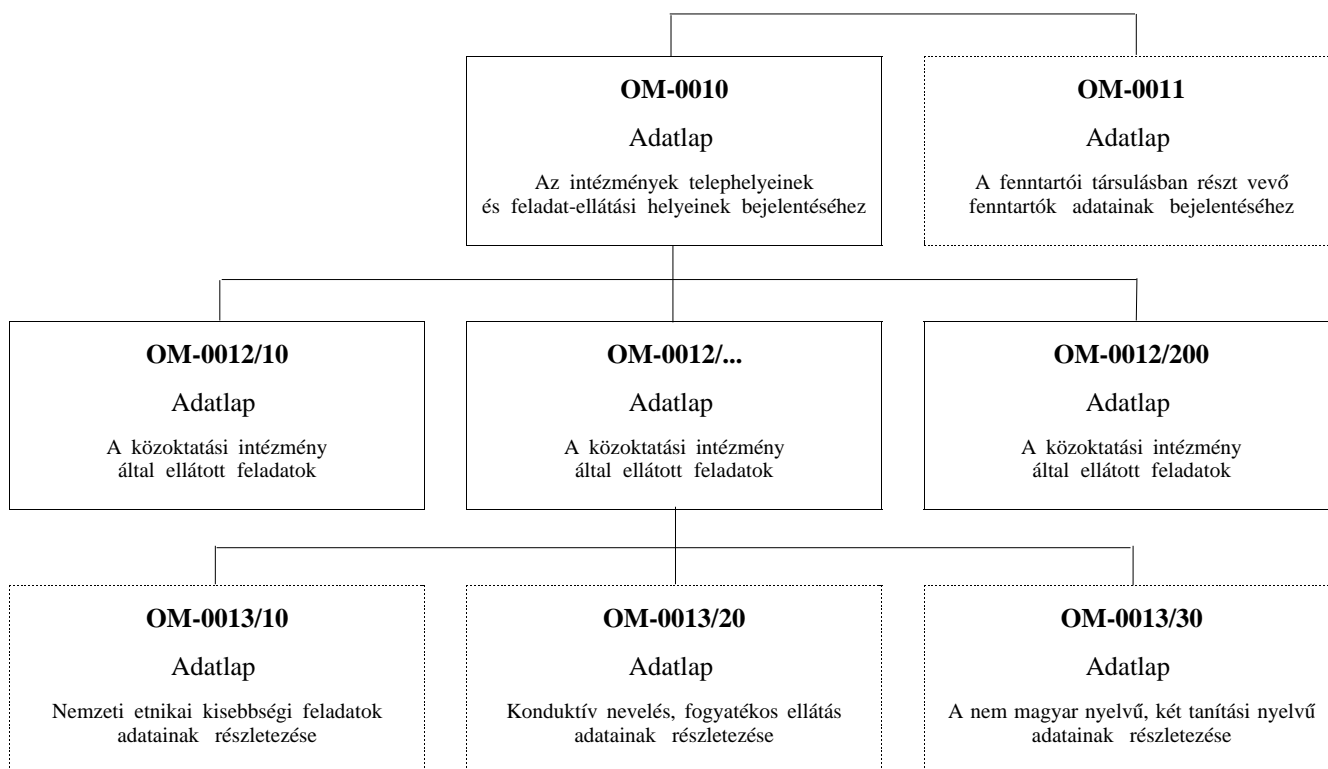 OM-0010
Adatlap
Az intézmények telephelyeinek
és feladat-ellátási helyeinek bejelentéséhez
OM-0011
Adatlap
A fenntartói társulásban részt vevő
fenntartók adatainak bejelentéséhez
OM-0012/10
Adatlap
A közoktatási intézmény
által ellátott feladatok
OM-0012/...
Adatlap
A közoktatási intézmény
által ellátott feladatok
OM-0012/200
Adatlap
A közoktatási intézmény
által ellátott feladatok
OM-0013/10
Adatlap
Nemzeti etnikai kisebbségi feladatok
adatainak részletezése
OM-0013/20
Adatlap
Konduktív nevelés, fogyatékos ellátás
adatainak részletezése
OM-0013/30
Adatlap
A nem magyar nyelvű, két tanítási nyelvű
adatainak részletezése